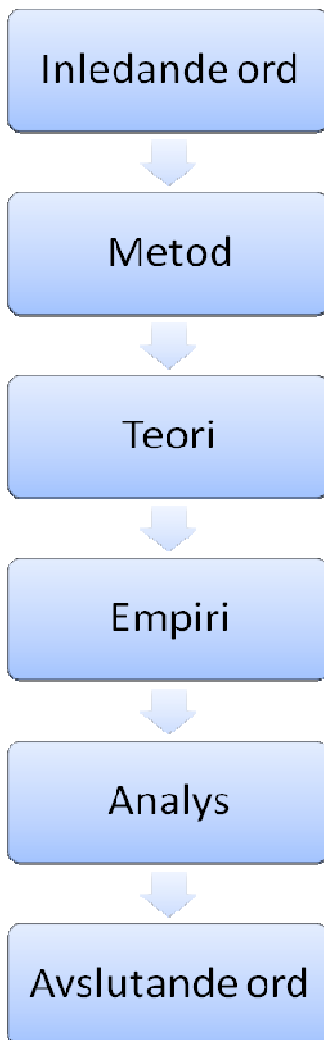 Inledande ord
Metod
Teori
Empiri
Analys
Avslutande ord